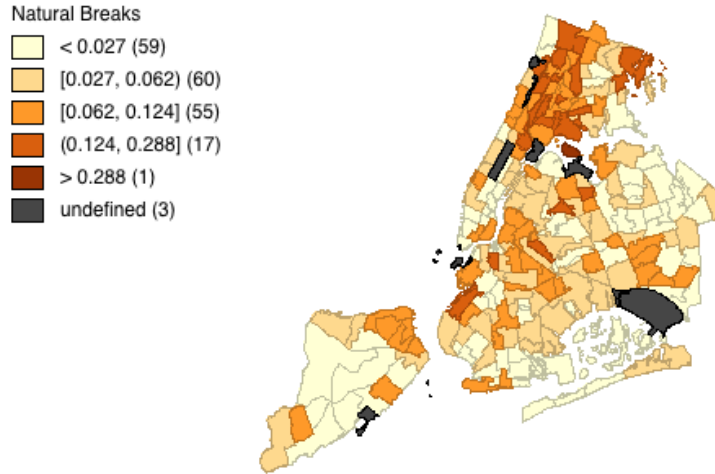 Natural Breaks
< 0.027 (59)
[0.027, 0.062) (60)
[0.062, 0.124] (55)
(0.124, 0.288] (17)
> 0.288 (1)
undefined (3)